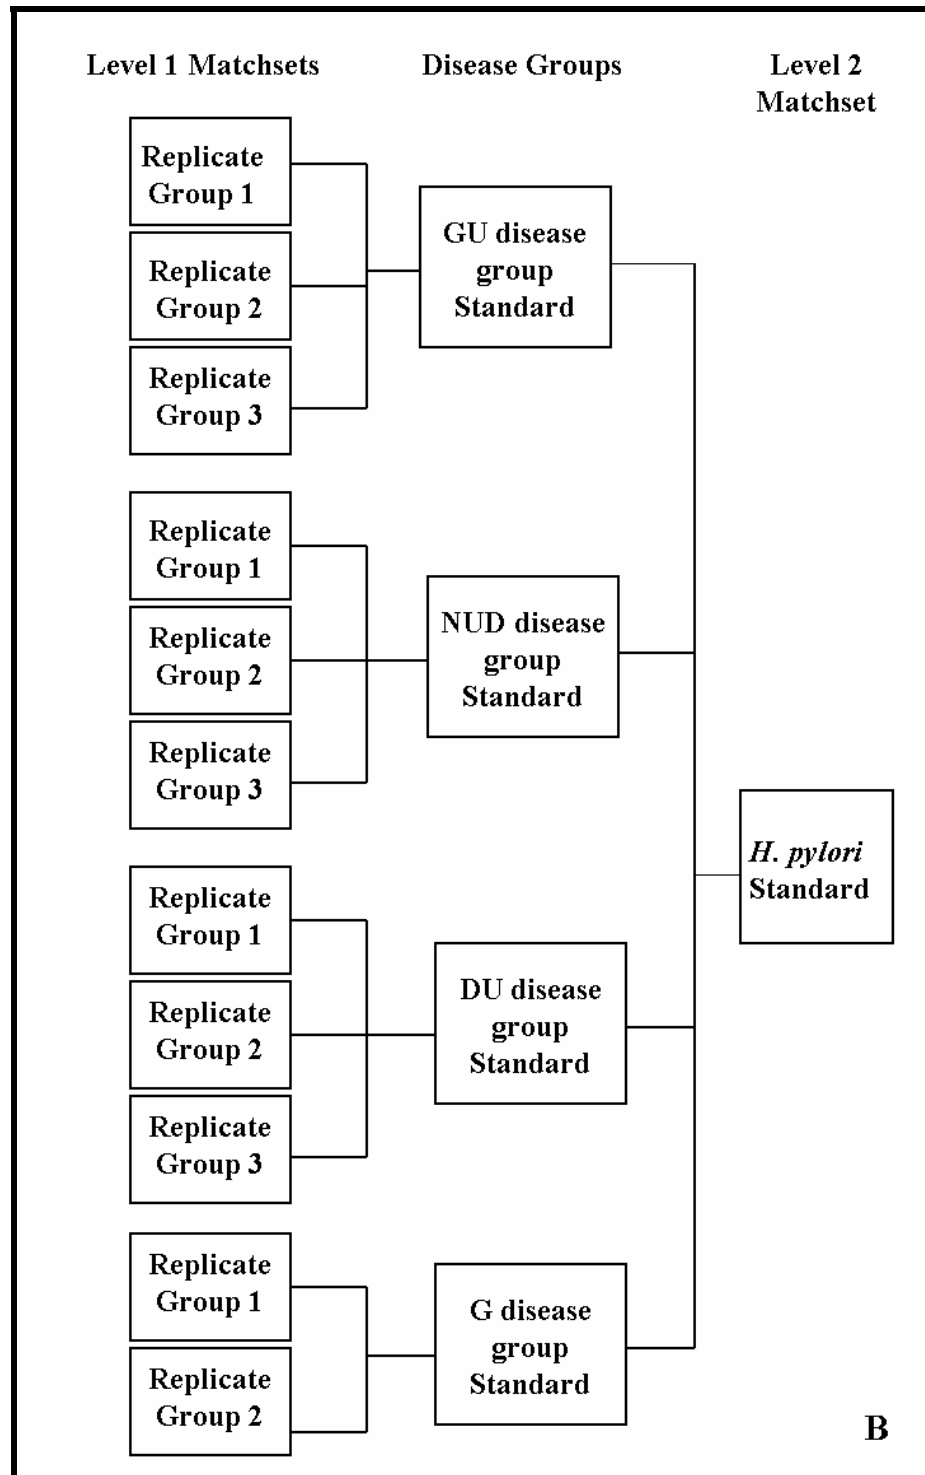 Level 1 Matchsets
Disease Groups
Level 2
Matchset
Replicate
Group 1
Replicate
Group 2
Replicate
Group 3
GU disease
group
Standard
Replicate
Group 1
Replicate
Group 2
Replicate
Group 3
NUD disease
group
Standard
Replicate
Group 1
Replicate
Group 2
Replicate
Group 3
DU disease
group
Standard
Replicate
Group 1
Replicate
Group 2
G disease
group
Standard
H. pylori
Standard
B